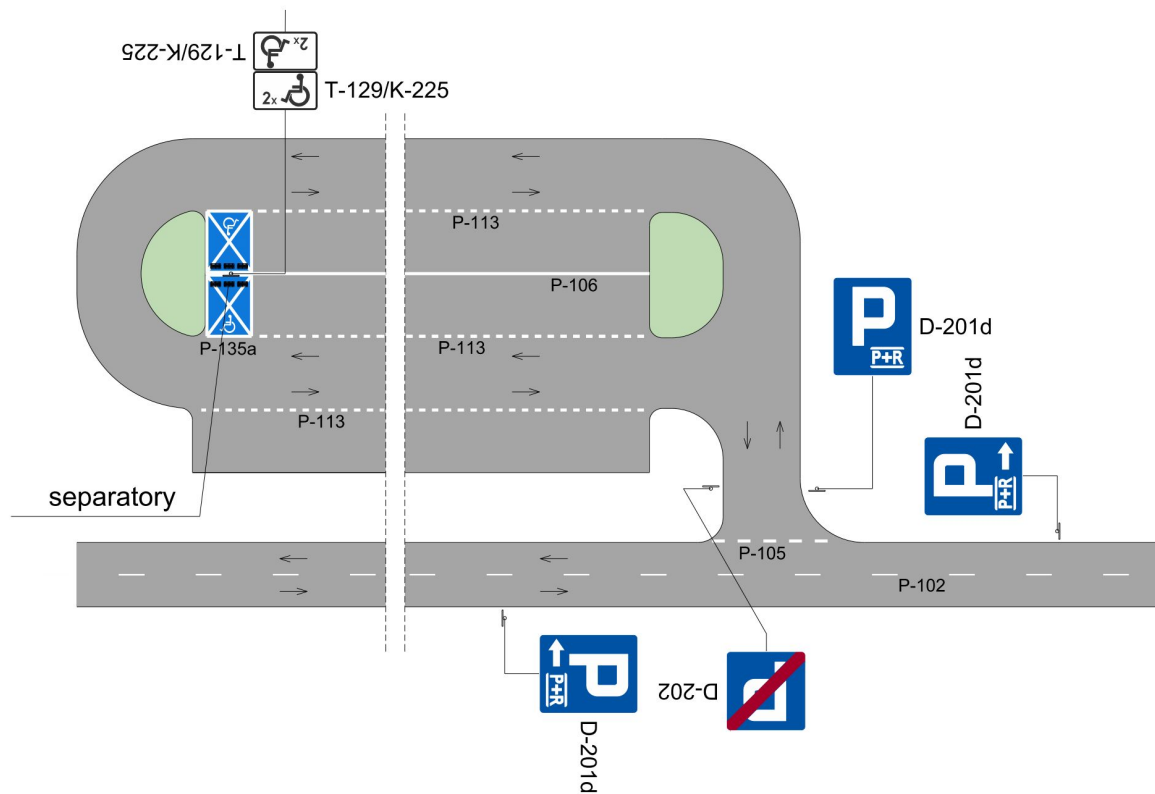 T-129/K-225
2x
2x
T-129/K-225
P-113
P-106
P-135a
P-113
P-113
separatory
P
P+R
D-201d
D-201d
P
P+R
P-105
P-102
P
P+R
D-201d
D-202
P